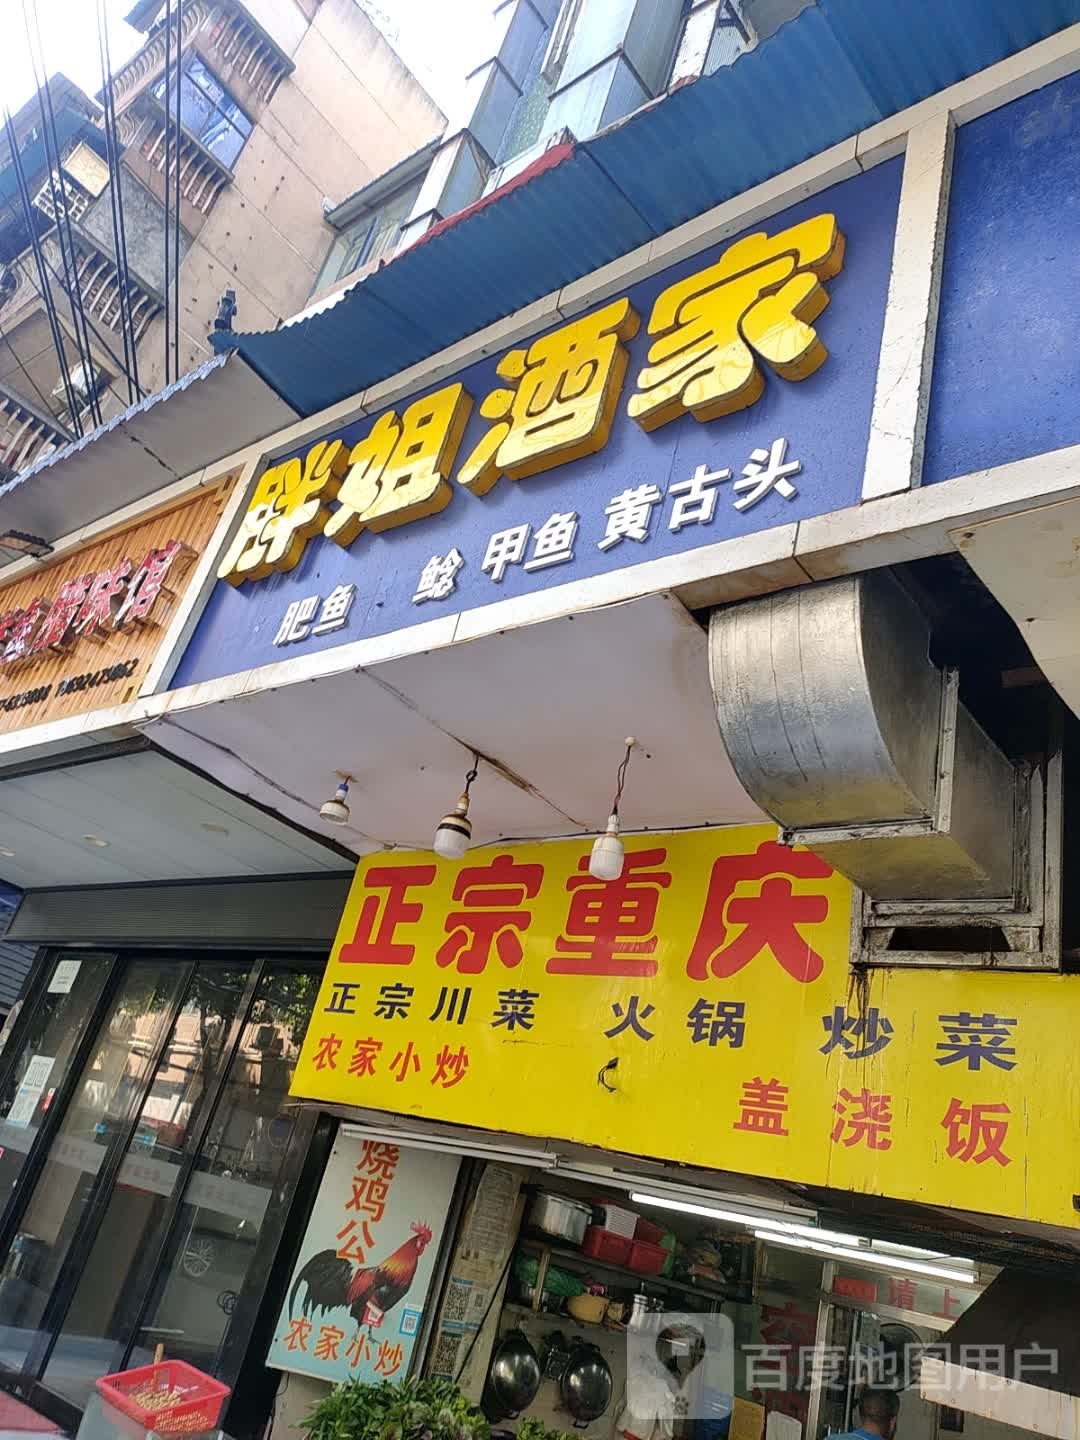 胖姐酒家
肥鱼 鲶 甲鱼 黄古头
正宗重庆
正宗川菜 火锅 炒菜
农家小炒
盖浇饭
烧鸡公
农家小炒
请上
百度地图用户